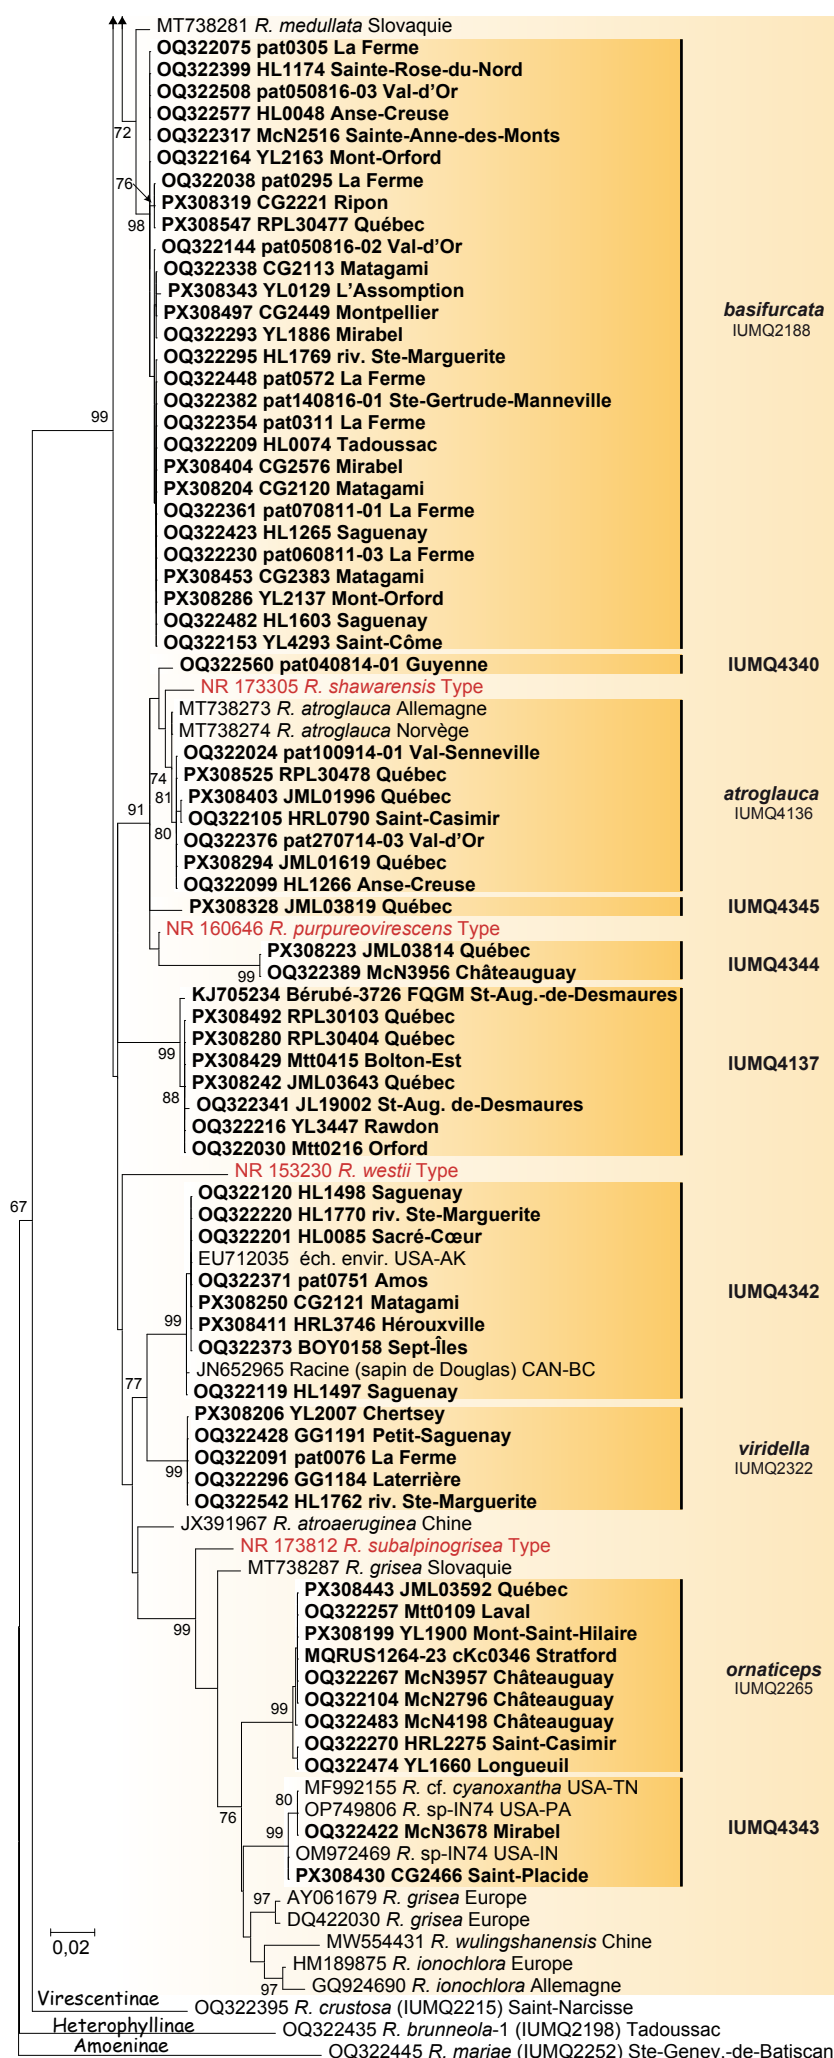 MT738281 R. medullata Slovaquie
OQ322075 pat0305 La Ferme
OQ322399 HL1174 Sainte-Rose-du-Nord
OQ322508 pat050816-03 Val-d'Or
OQ322577 HL0048 Anse-Creuse
72
OQ322317 McN2516 Sainte-Anne-des-Monts
OQ322164 YL2163 Mont-Orford
76
OQ322038 pat0295 La Ferme
PX308319 CG2221 Ripon
98
PX308547 RPL30477 Québec
OQ322144 pat050816-02 Val-d'Or
OQ322338 CG2113 Matagami
PX308343 YL0129 L'Assomption
PX308497 CG2449 Montpellier
basifurcata
IUMQ2188
OQ322293 YL1886 Mirabel
OQ322295 HL1769 riv. Ste-Marguerite
OQ322448 pat0572 La Ferme
OQ322382 pat140816-01 Ste-Gertrude-Manneville
99
OQ322354 pat0311 La Ferme
OQ322209 HL0074 Tadoussac
PX308404 CG2576 Mirabel
PX308204 CG2120 Matagami
OQ322361 pat070811-01 La Ferme
OQ322423 HL1265 Saguenay
OQ322230 pat060811-03 La Ferme
PX308453 CG2383 Matagami
PX308286 YL2137 Mont-Orford
OQ322482 HL1603 Saguenay
OQ322153 YL4293 Saint-Côme
OQ322560 pat040814-01 Guyenne
IUMQ4340
NR 173305 R. shawarensis Type
MT738273 R. atroglauca Allemagne
MT738274 R. atroglauca Norvège
OQ322024 pat100914-01 Val-Senneville
74
PX308525 RPL30478 Québec
81
PX308403 JML01996 Québec
atroglauca
IUMQ4136
91
OQ322105 HRL0790 Saint-Casimir
80
OQ322376 pat270714-03 Val-d'Or
PX308294 JML01619 Québec
OQ322099 HL1266 Anse-Creuse
PX308328 JML03819 Québec
IUMQ4345
NR 160646 R. purpureovirescens Type
PX308223 JML03814 Québec
IUMQ4344
99
OQ322389 McN3956 Châteauguay
KJ705234 Bérubé-3726 FQGM St-Aug.-de-Desmaures
PX308492 RPL30103 Québec
PX308280 RPL30404 Québec
99
PX308429 Mtt0415 Bolton-Est
IUMQ4137
PX308242 JML03643 Québec
88
OQ322341 JL19002 St-Aug. de-Desmaures
OQ322216 YL3447 Rawdon
OQ322030 Mtt0216 Orford
NR 153230 R. westii Type
OQ322120 HL1498 Saguenay
67
OQ322220 HL1770 riv. Ste-Marguerite
OQ322201 HL0085 Sacré-Cœur
EU712035 éch. envir. USA-AK
OQ322371 pat0751 Amos
IUMQ4342
PX308250 CG2121 Matagami
99
PX308411 HRL3746 Hérouxville
OQ322373 BOY0158 Sept-Îles
JN652965 Racine (sapin de Douglas) CAN-BC
77
OQ322119 HL1497 Saguenay
PX308206 YL2007 Chertsey
OQ322428 GG1191 Petit-Saguenay
viridella
IUMQ2322
OQ322091 pat0076 La Ferme
99
OQ322296 GG1184 Laterrière
OQ322542 HL1762 riv. Ste-Marguerite
JX391967 R. atroaeruginea Chine
NR 173812 R. subalpinogrisea Type
MT738287 R. grisea Slovaquie
PX308443 JML03592 Québec
OQ322257 Mtt0109 Laval
99
PX308199 YL1900 Mont-Saint-Hilaire
MQRUS1264-23 cKc0346 Stratford
OQ322267 McN3957 Châteauguay
ornaticeps
IUMQ2265
OQ322104 McN2796 Châteauguay
99
OQ322483 McN4198 Châteauguay
OQ322270 HRL2275 Saint-Casimir
OQ322474 YL1660 Longueuil
MF992155 R. cf. cyanoxantha USA-TN
80
OP749806 R. sp-IN74 USA-PA
76
99
OQ322422 McN3678 Mirabel
IUMQ4343
OM972469 R. sp-IN74 USA-IN
PX308430 CG2466 Saint-Placide
97
AY061679 R. grisea Europe
DQ422030 R. grisea Europe
0,02
MW554431 R. wulingshanensis Chine
HM189875 R. ionochlora Europe
97
GQ924690 R. ionochlora Allemagne
Virescentinae
OQ322395 R. crustosa (IUMQ2215) Saint-Narcisse
Heterophyllinae
OQ322435 R. brunneola-1 (IUMQ2198) Tadoussac
Amoeninae
OQ322445 R. mariae (IUMQ2252) Ste-Genev.-de-Batiscan